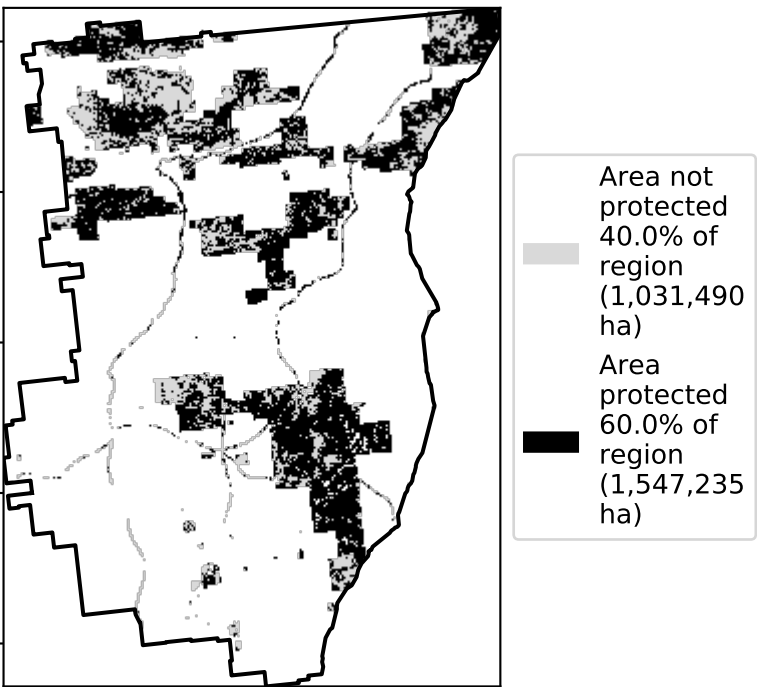 Area not
protected
40.0% of
region
(1,031,490
ha)
Area
protected
60.0% of
region
(1,547,235
ha)